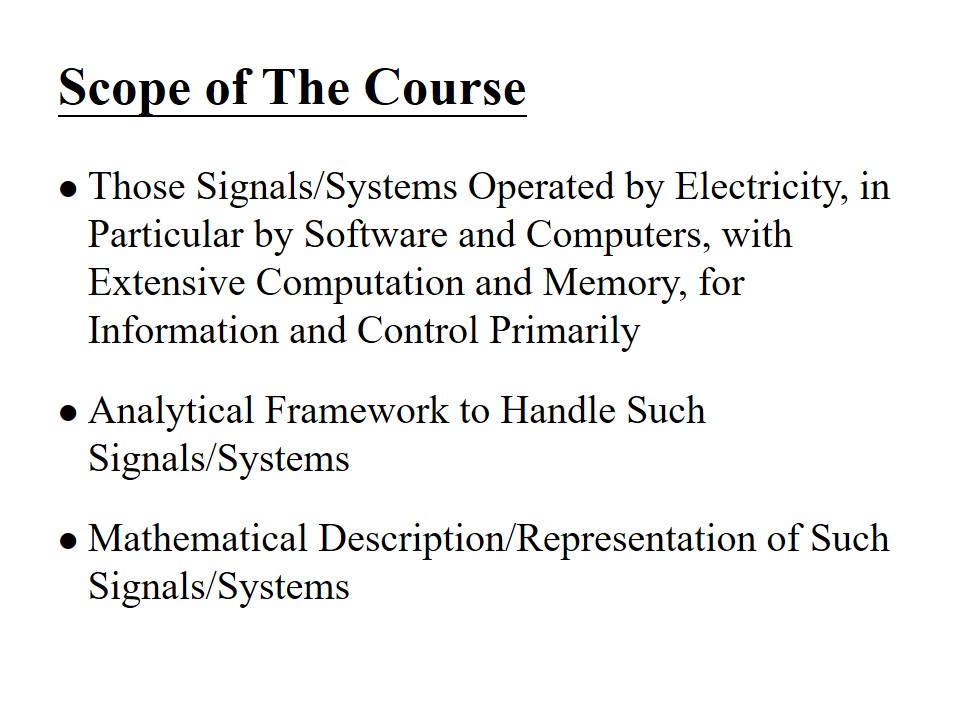 Scope of The Course
● Those Signals/Systems Operated by Electricity, in
Particular by Software and Computers, with
Extensive Computation and Memory, for
Information and Control Primarily
● Analytical Framework to Handle Such
Signals/Systems
● Mathematical Description/Representation of Such
Signals/Systems